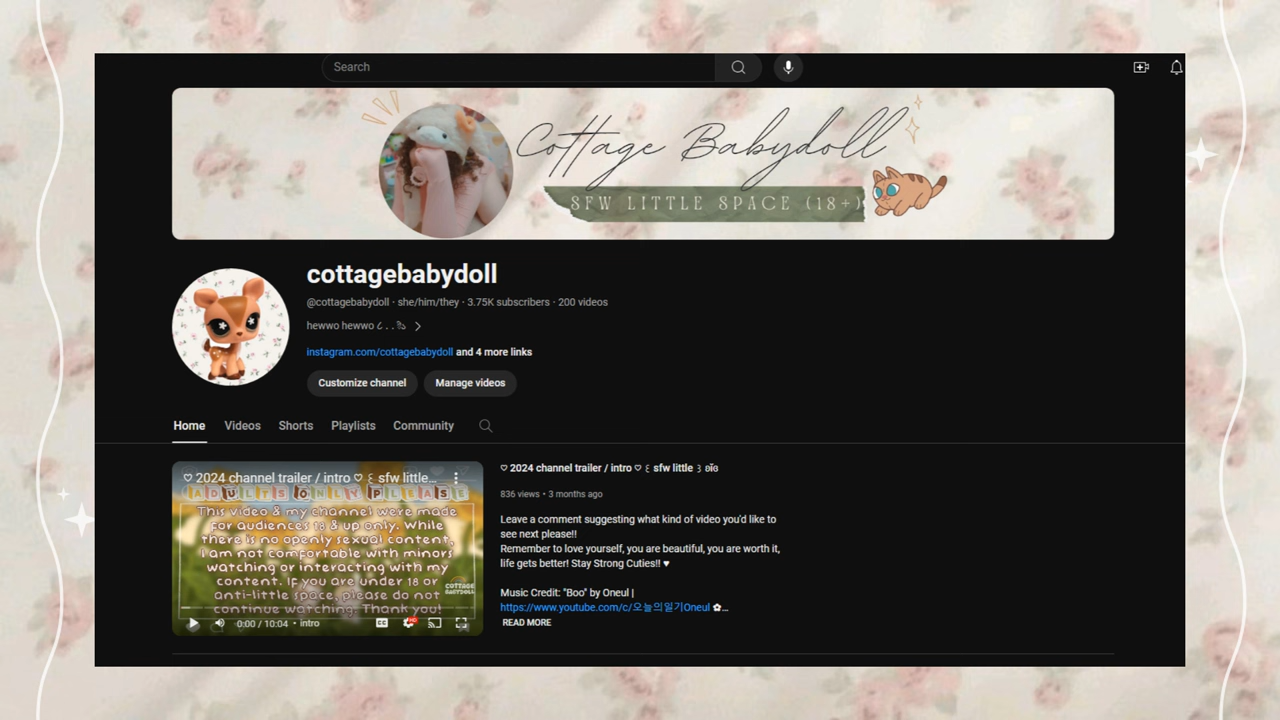 Search
Cottage Babydoll
SFW LITTLE SPACE (18+)
cottagebabydoll
@cottagebabydoll · she/him/they · 3.75K subscribers · 200 videos
hewwo hewwo
instagram.com/cottagebabydoll and 4 more links
Customize channel
Manage videos
Home
Videos
Shorts
Playlists
Community
♡ 2024 channel trailer / intro ♡ ꒰ sfw little...
ADULTS ONLY PLEASE
This video & my channel were made
for audiences 18 & up only. While
there is no openly sexual content,
I am not comfortable with minors
watching or interacting with my
content. If you are under 18 or
anti-little space, please do not
continue watching. Thank you!
COTTAGE
BABYDOLL
0:00 / 10:04 • intro
CC
HD
♡ 2024 channel trailer / intro ♡ ꒰ sfw little ꒱
836 views • 3 months ago
Leave a comment suggesting what kind of video you'd like to
see next please!!
Remember to love yourself, you are beautiful, you are worth it,
life gets better! Stay Strong Cuties!! ♥
Music Credit: "Boo" by Oneul |
https://www.youtube.com/c/오늘의일기Oneul ✿...
READ MORE